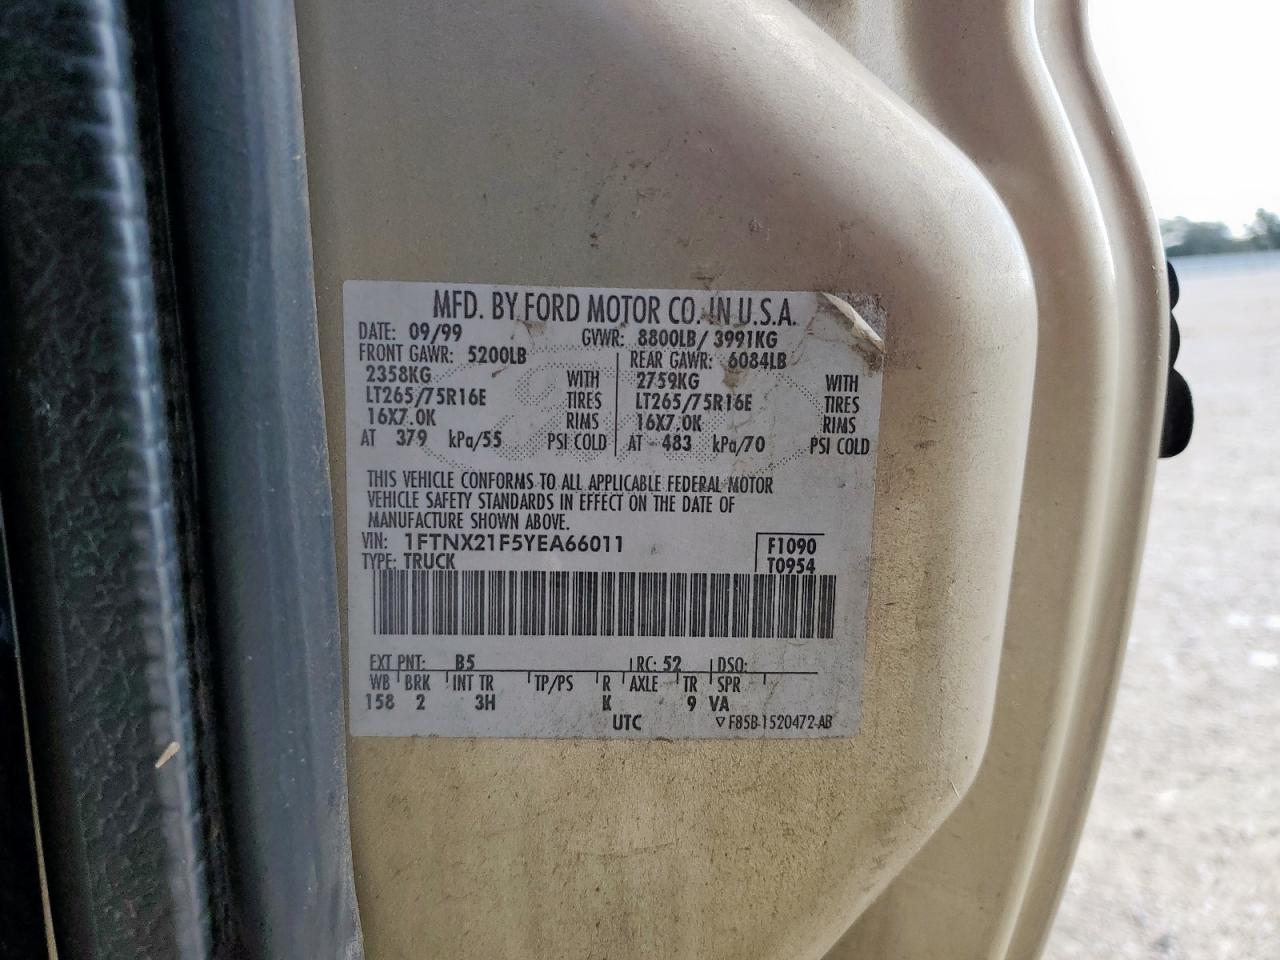 MFD. BY FORD MOTOR CO. IN U.S.A.
DATE: 09/99 GVWR: 8800LB/ 3991KG
FRONT GAWR: 5200LB REAR GAWR: 6084LB
2358KG WITH 2759KG WITH
LT265/75R16E TIRES LT265/75R16E TIRES
16X7.0K RIMS 16X7.0K RIMS
AT 379 kPa/55 PSI COLD AT 483 kPa/70 PSI COLD
THIS VEHICLE CONFORMS TO ALL APPLICABLE FEDERAL MOTOR
VEHICLE SAFETY STANDARDS IN EFFECT ON THE DATE OF
MANUFACTURE SHOWN ABOVE.
VIN: 1FTNX21F5YEA66011 F1090
TYPE: TRUCK T0954
EXT PNT: B5 RC: 52 DSO:
WB BRK INT TR TP/PS R AXLE TR SPR
158 2 3H K 9 VA
UTC ▽F85B-1520472-AB